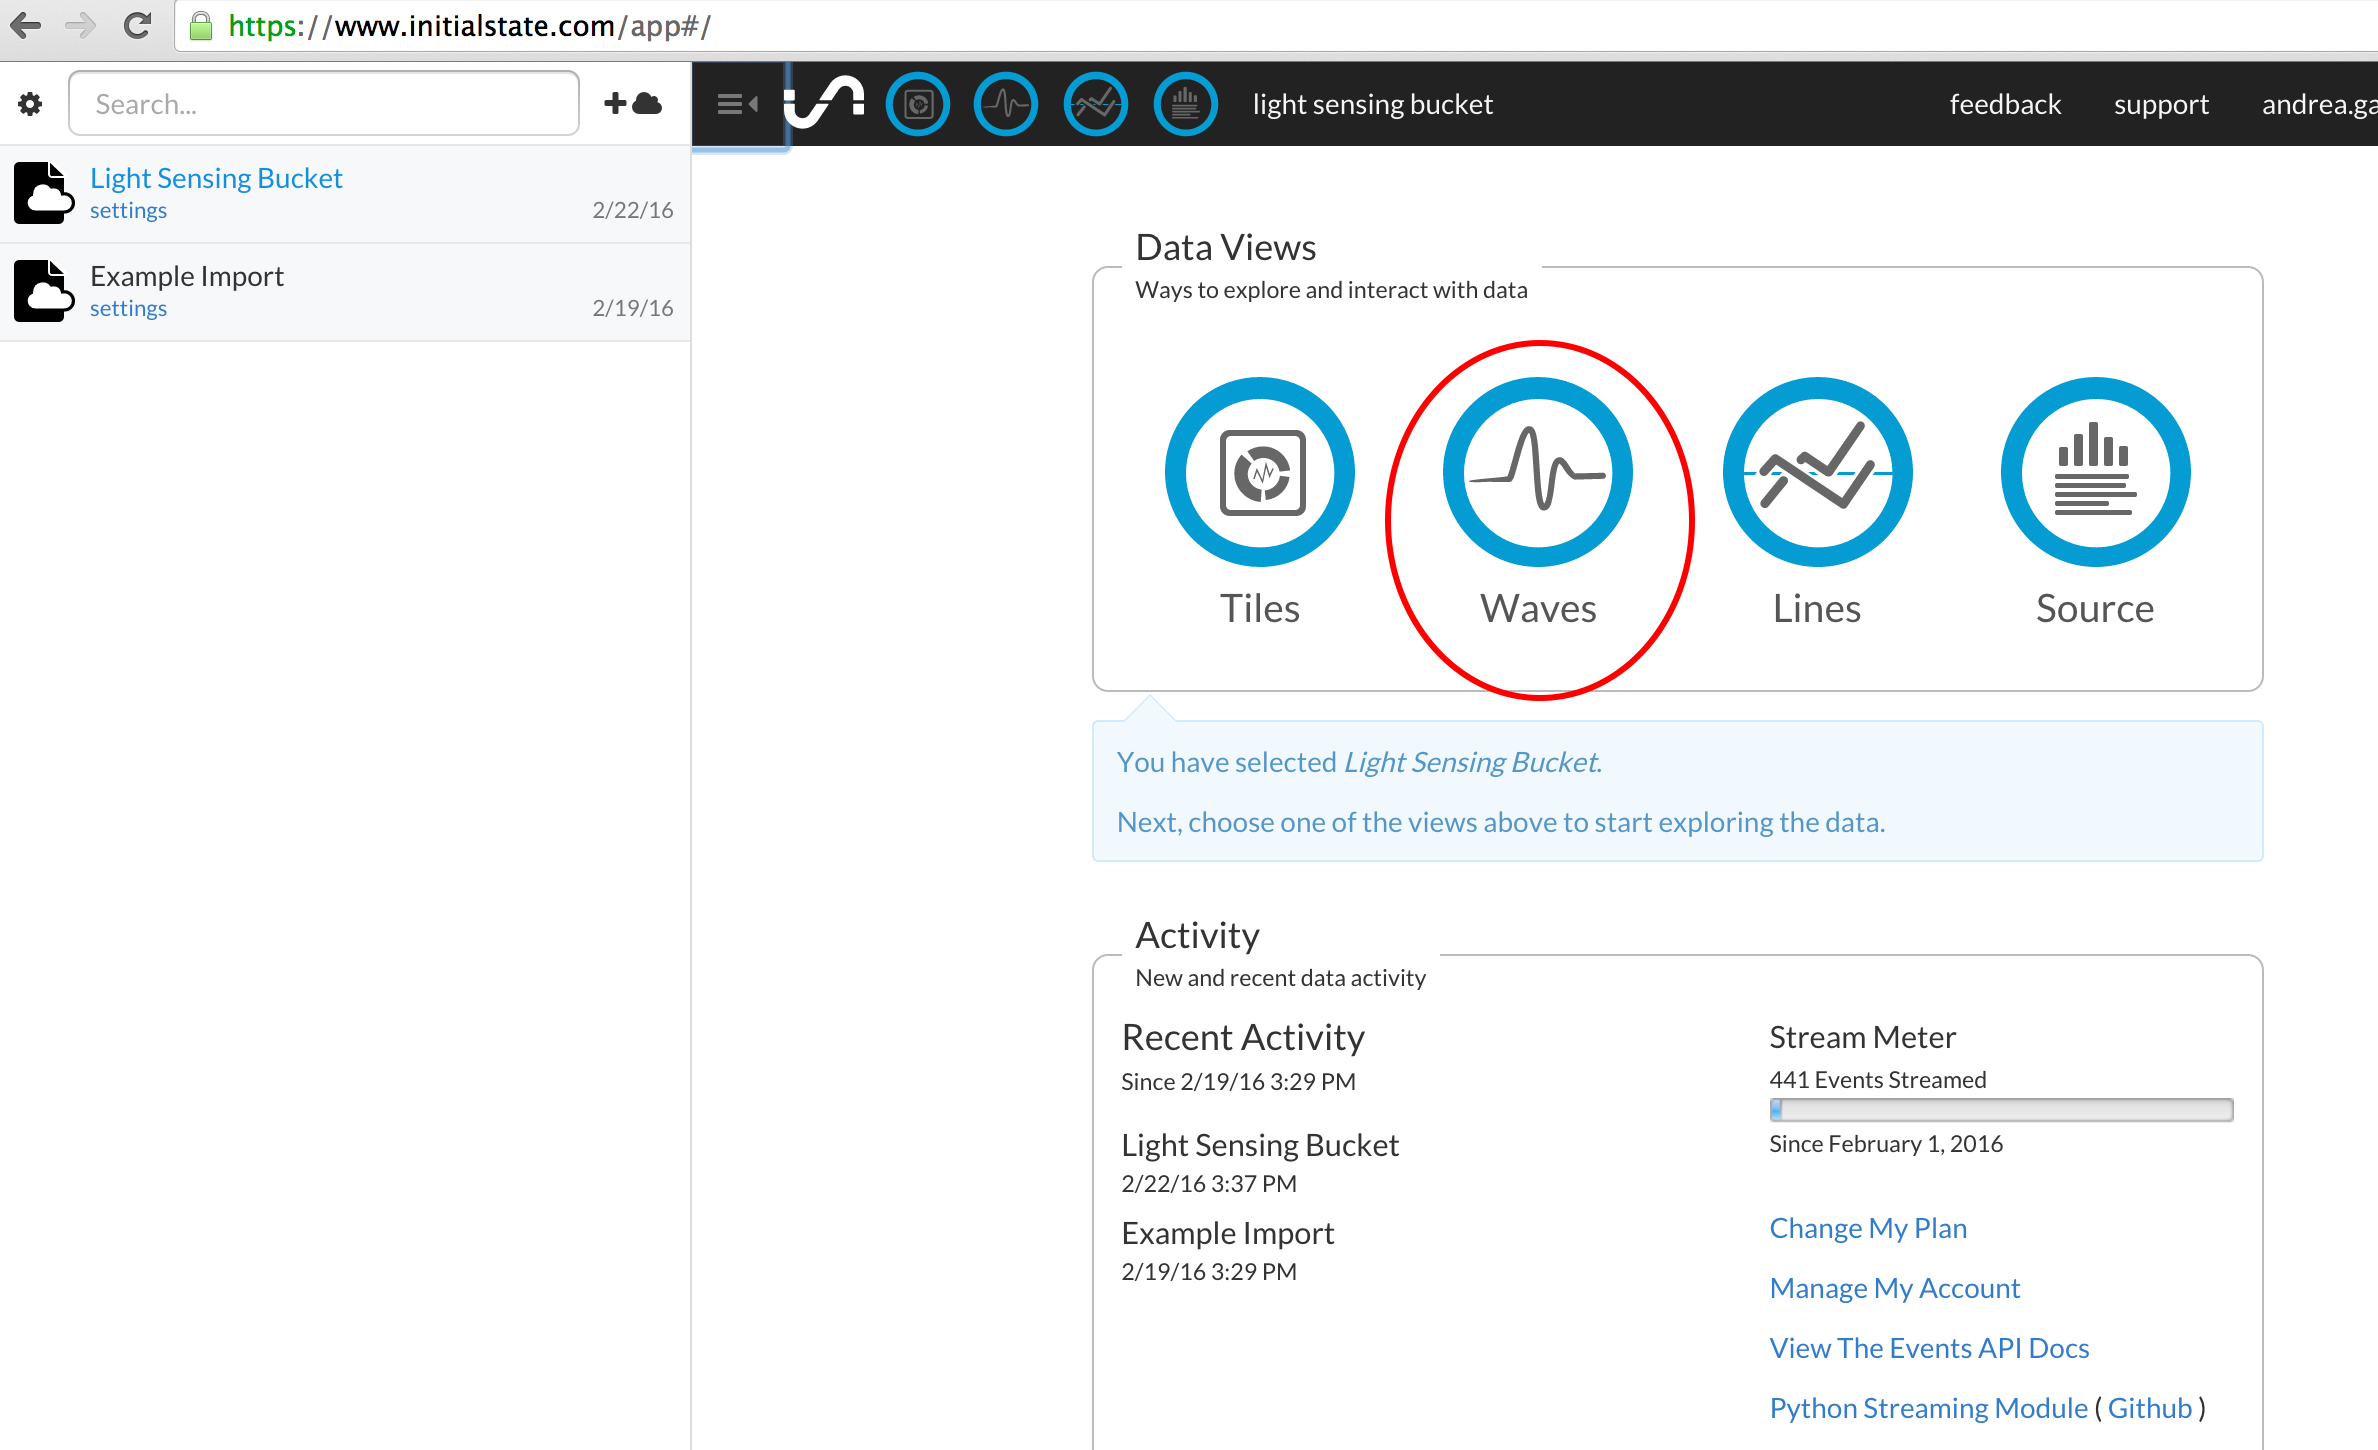 https://www.initialstate.com/app#/
Search...
light sensing bucket
feedback
support
andrea.ga
Light Sensing Bucket
settings
2/22/16
Example Import
settings
2/19/16
Data Views
Ways to explore and interact with data
Tiles
Waves
Lines
Source
You have selected Light Sensing Bucket.
Next, choose one of the views above to start exploring the data.
Activity
New and recent data activity
Recent Activity
Since 2/19/16 3:29 PM
Light Sensing Bucket
2/22/16 3:37 PM
Example Import
2/19/16 3:29 PM
Stream Meter
441 Events Streamed
Since February 1, 2016
Change My Plan
Manage My Account
View The Events API Docs
Python Streaming Module ( Github )